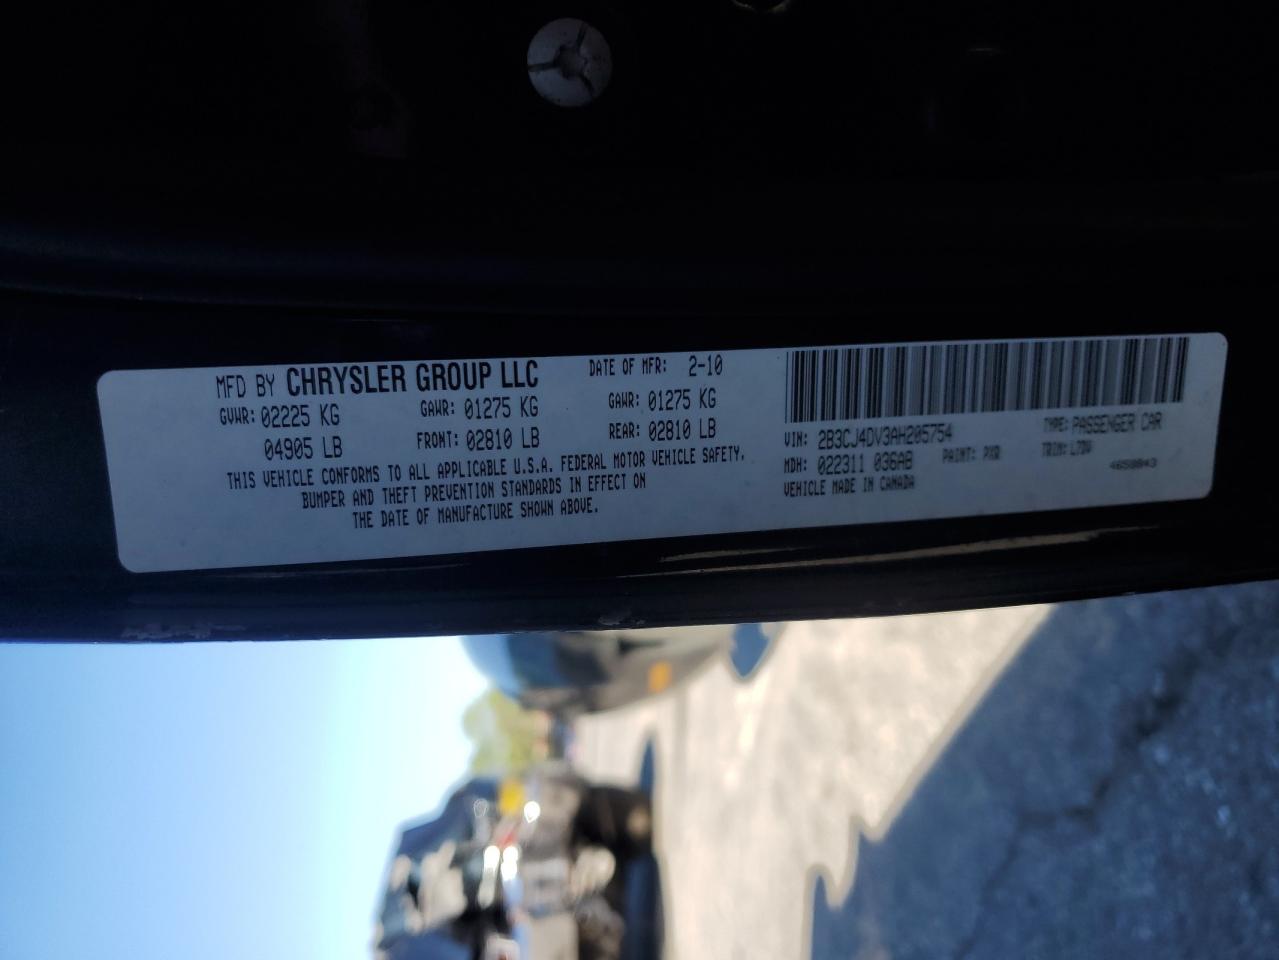 MFD BY CHRYSLER GROUP LLC DATE OF MFR: 2-10
GVWR: 02225 KG GAWR: 01275 KG GAWR: 01275 KG
04905 LB FRONT: 02810 LB REAR: 02810 LB
THIS VEHICLE CONFORMS TO ALL APPLICABLE U.S.A. FEDERAL MOTOR VEHICLE SAFETY,
BUMPER AND THEFT PREVENTION STANDARDS IN EFFECT ON
THE DATE OF MANUFACTURE SHOWN ABOVE.
VIN: 2B3CJ4DV3AH205754 TYPE: PASSENGER CAR
MDH: 022311 036AB PAINT: PXR TRIM:
VEHICLE MADE IN CANADA